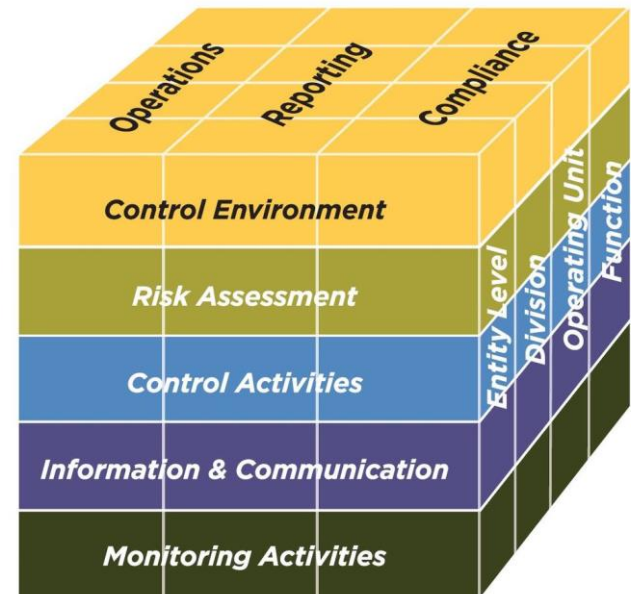 Operations
Reporting
Compliance
Control Environment
Risk Assessment
Control Activities
Information & Communication
Monitoring Activities
Entity Level
Division
Operating Unit
Function